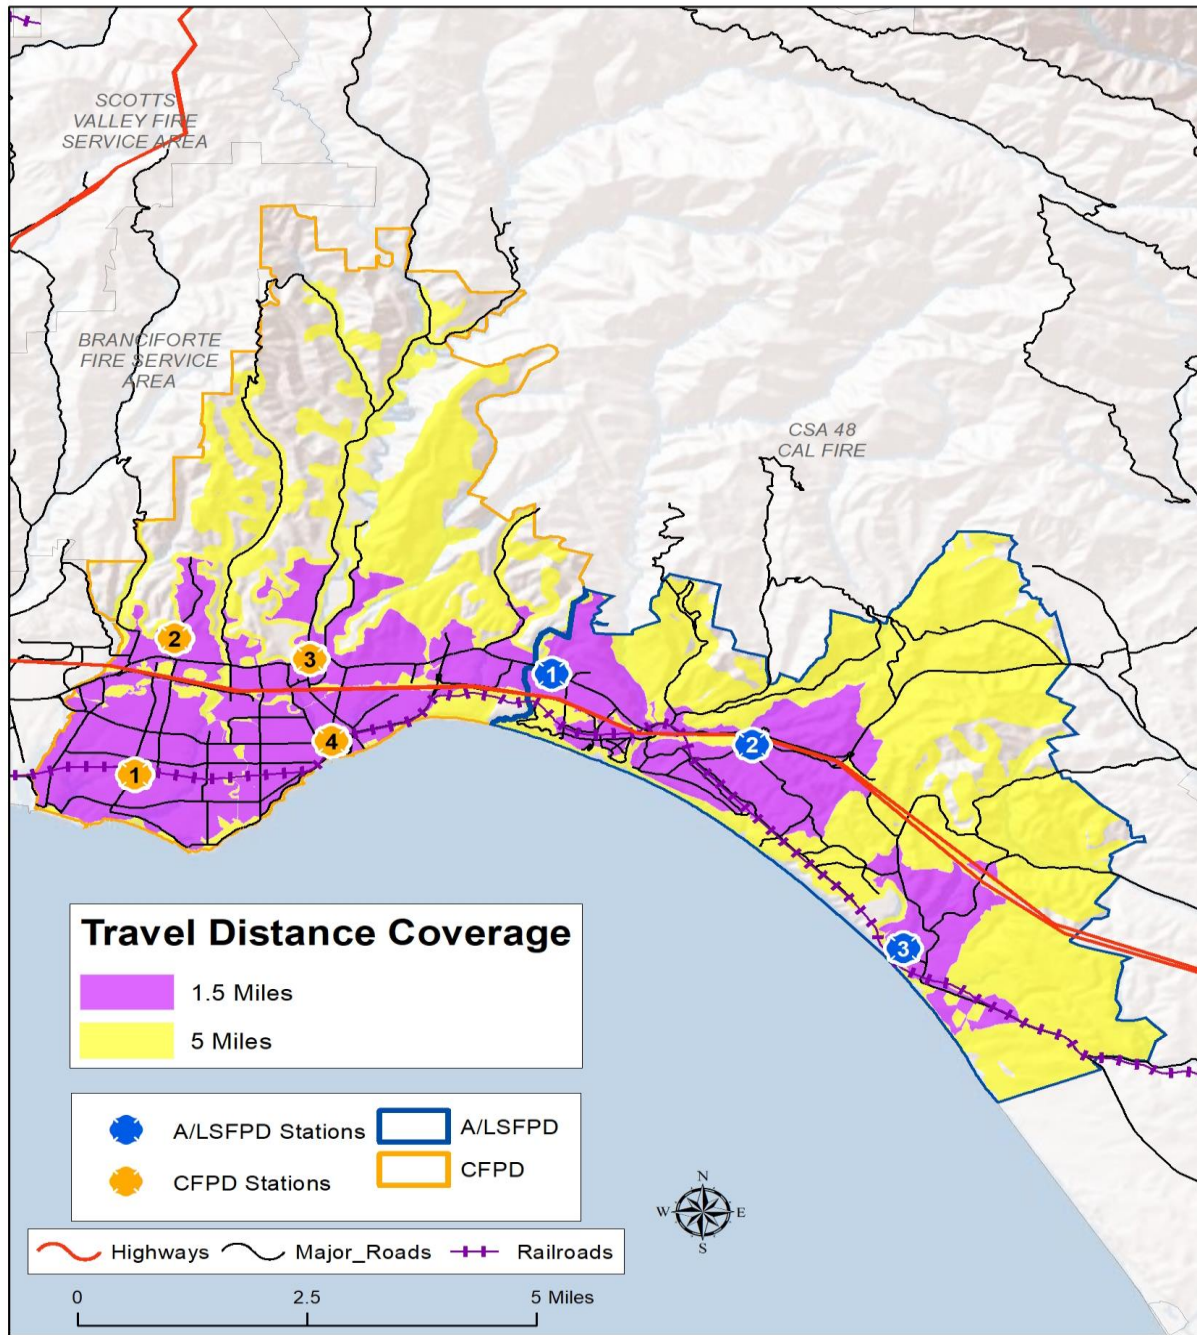 SCOTTS
VALLEY FIRE
SERVICE AREA
BRANCIFORTE
FIRE SERVICE
AREA
CSA 48
CAL FIRE
2
3
1
4
1
2
3
Travel Distance Coverage
1.5 Miles
5 Miles
A/LSFPD Stations
A/LSFPD
CFPD Stations
CFPD
N
W
E
S
Highways
Major_Roads
Railroads
0
2.5
5 Miles